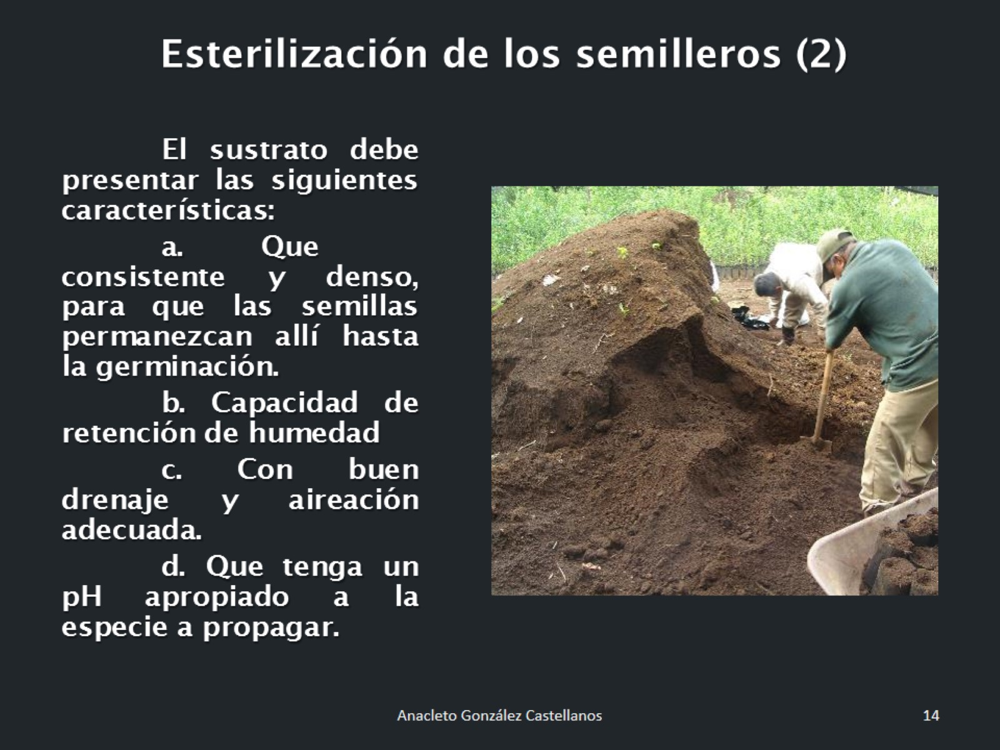 Esterilización de los semilleros (2)
El sustrato debe
presentar las siguientes
características:
a. Que
consistente y denso,
para que las semillas
permanezcan allí hasta
la germinación.
b. Capacidad de
retención de humedad
c. Con buen
drenaje y aireación
adecuada.
d. Que tenga un
pH apropiado a la
especie a propagar.
Anacleto González Castellanos
14